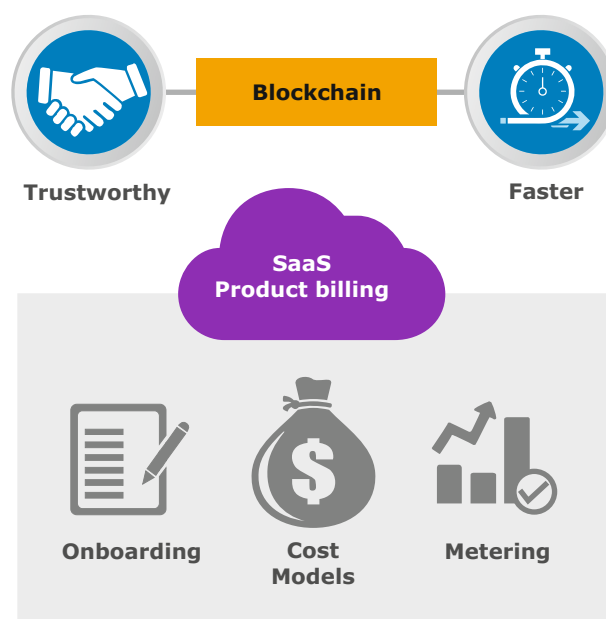 Blockchain
Trustworthy
Faster
SaaS
Product billing
$
Onboarding
Cost
Models
Metering